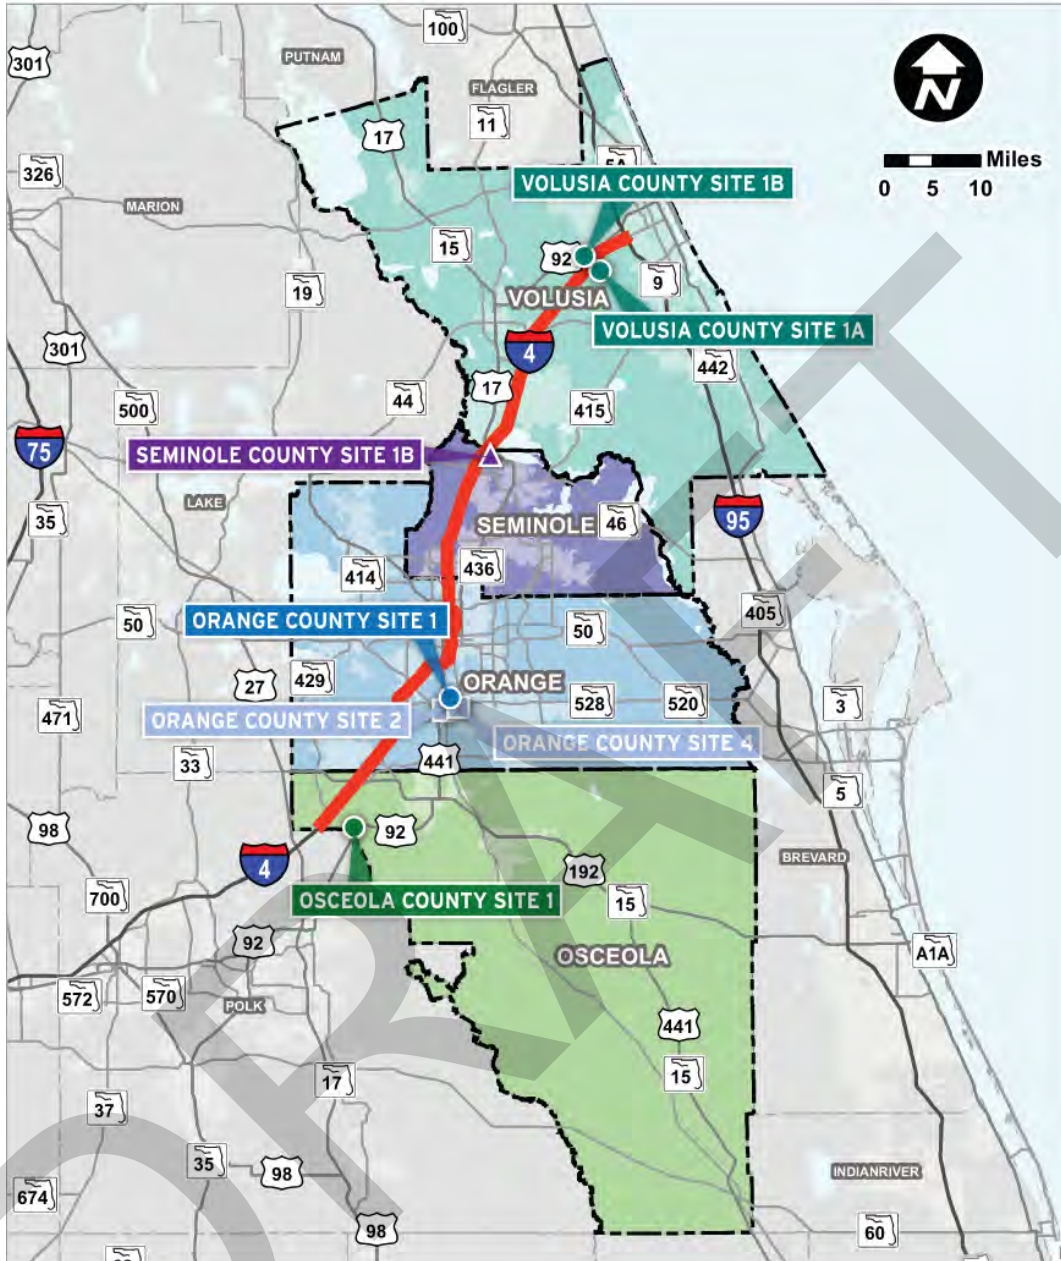 100
301
PUTNAM
FLAGLER
11
17
N
Miles
0 5 10
5A
326
VOLUSIA COUNTY SITE 1B
MARION
15
92
9
19
VOLUSIA
VOLUSIA COUNTY SITE 1A
301
4
442
17
44
500
415
75
SEMINOLE COUNTY SITE 1B
LAKE
35
SEMINOLE
46
95
414
436
405
50
ORANGE COUNTY SITE 1
50
429
27
ORANGE
528
520
3
471
ORANGE COUNTY SITE 2
ORANGE COUNTY SITE 4
441
33
5
98
92
4
BREVARD
192
700
OSCEOLA COUNTY SITE 1
15
92
A1A
OSCEOLA
572
570
POLK
441
17
15
37
35
98
INDIANRIVER
674
98
60
DRAFT